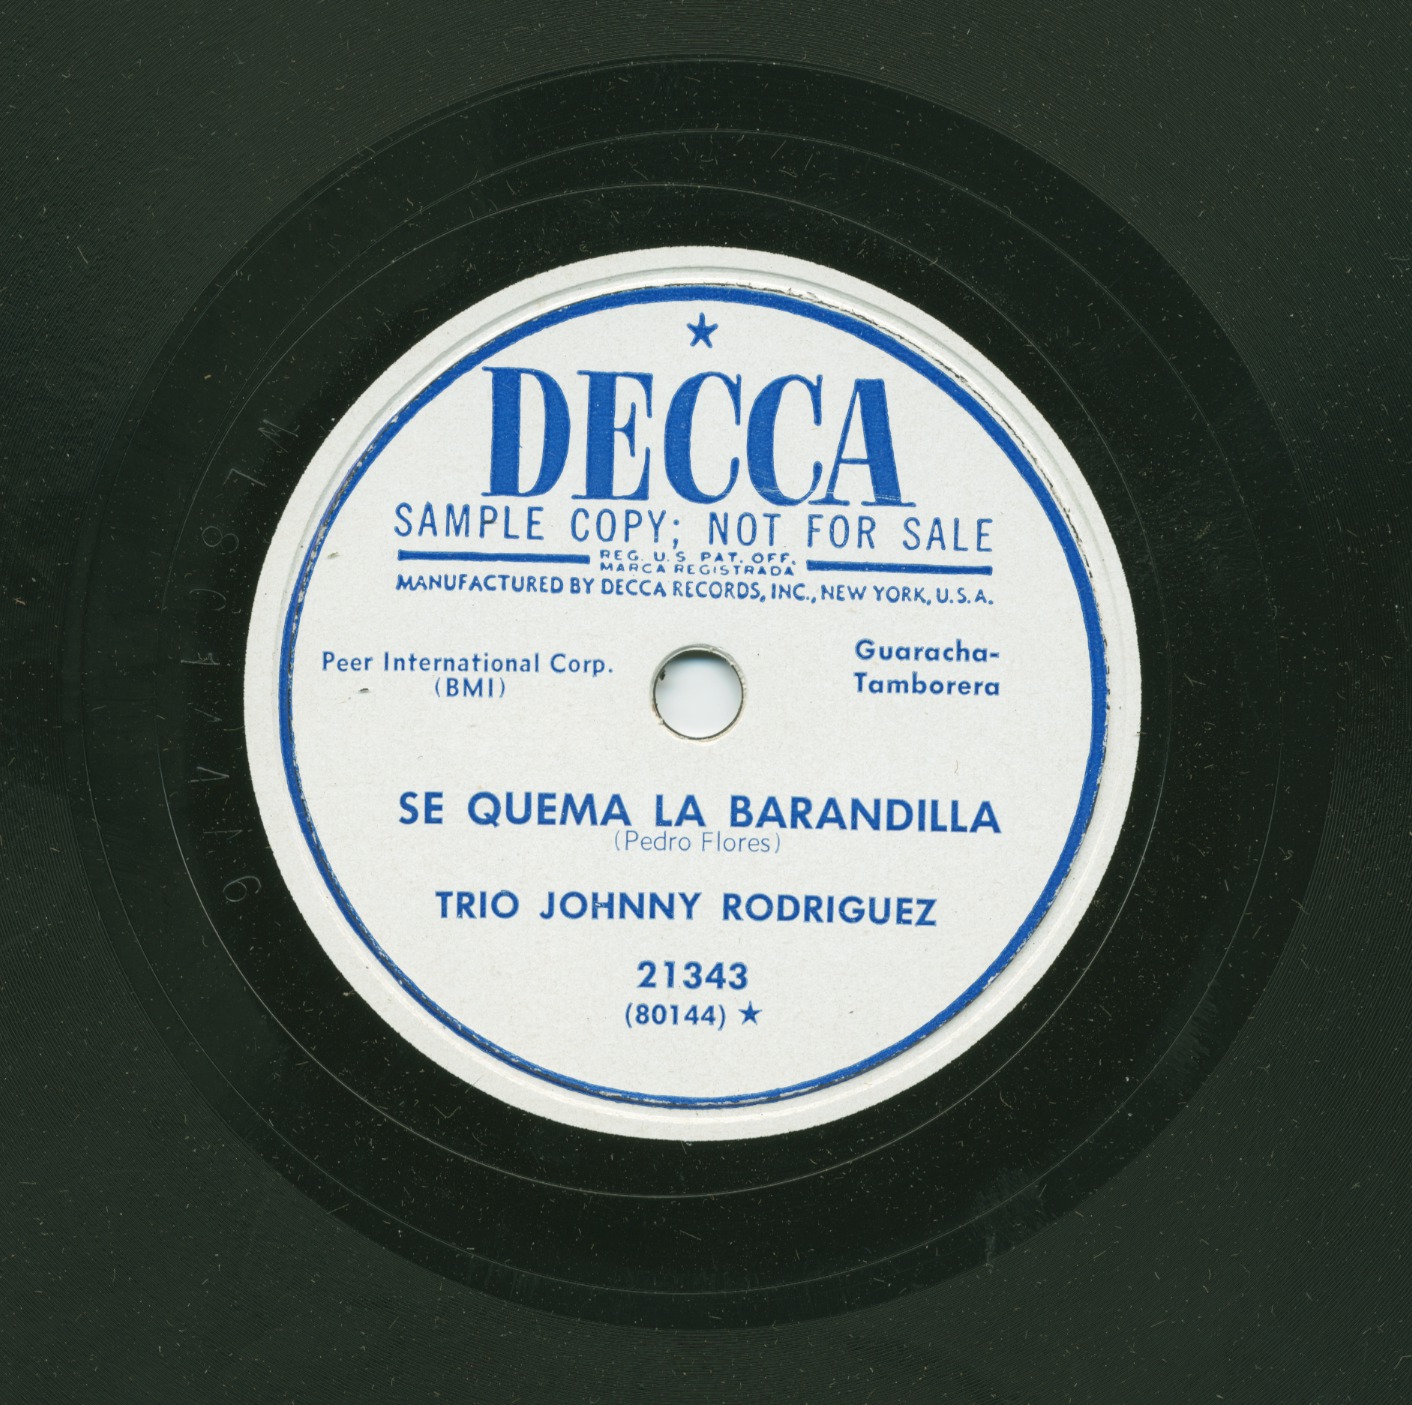 DECCA
SAMPLE COPY; NOT FOR SALE
REG. U.S. PAT. OFF.
MARCA REGISTRADA
MANUFACTURED BY DECCA RECORDS, INC., NEW YORK, U.S.A.
Peer International Corp.
(BMI)
Guaracha-
Tamborera
SE QUEMA LA BARANDILLA
(Pedro Flores)
TRIO JOHNNY RODRIGUEZ
21343
(80144) ★